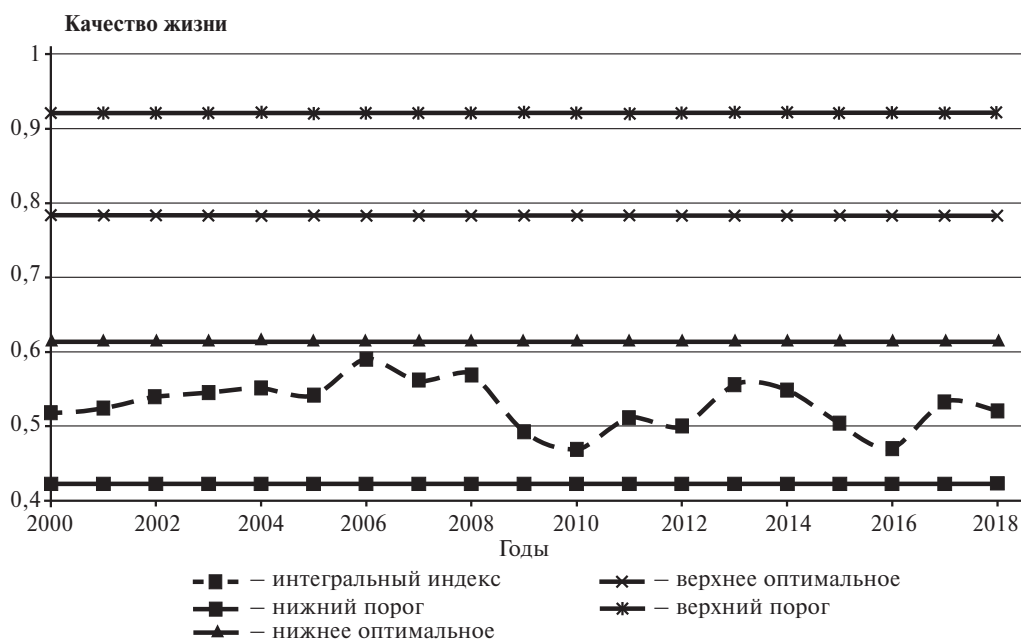 Качество жизни
1
0,9
0,8
0,7
0,6
0,5
0,4
2000 2002 2004 2006 2008 2010 2012 2014 2016 2018
Годы
– интегральный индекс
– нижний порог
– нижнее оптимальное
– верхнее оптимальное
– верхний порог